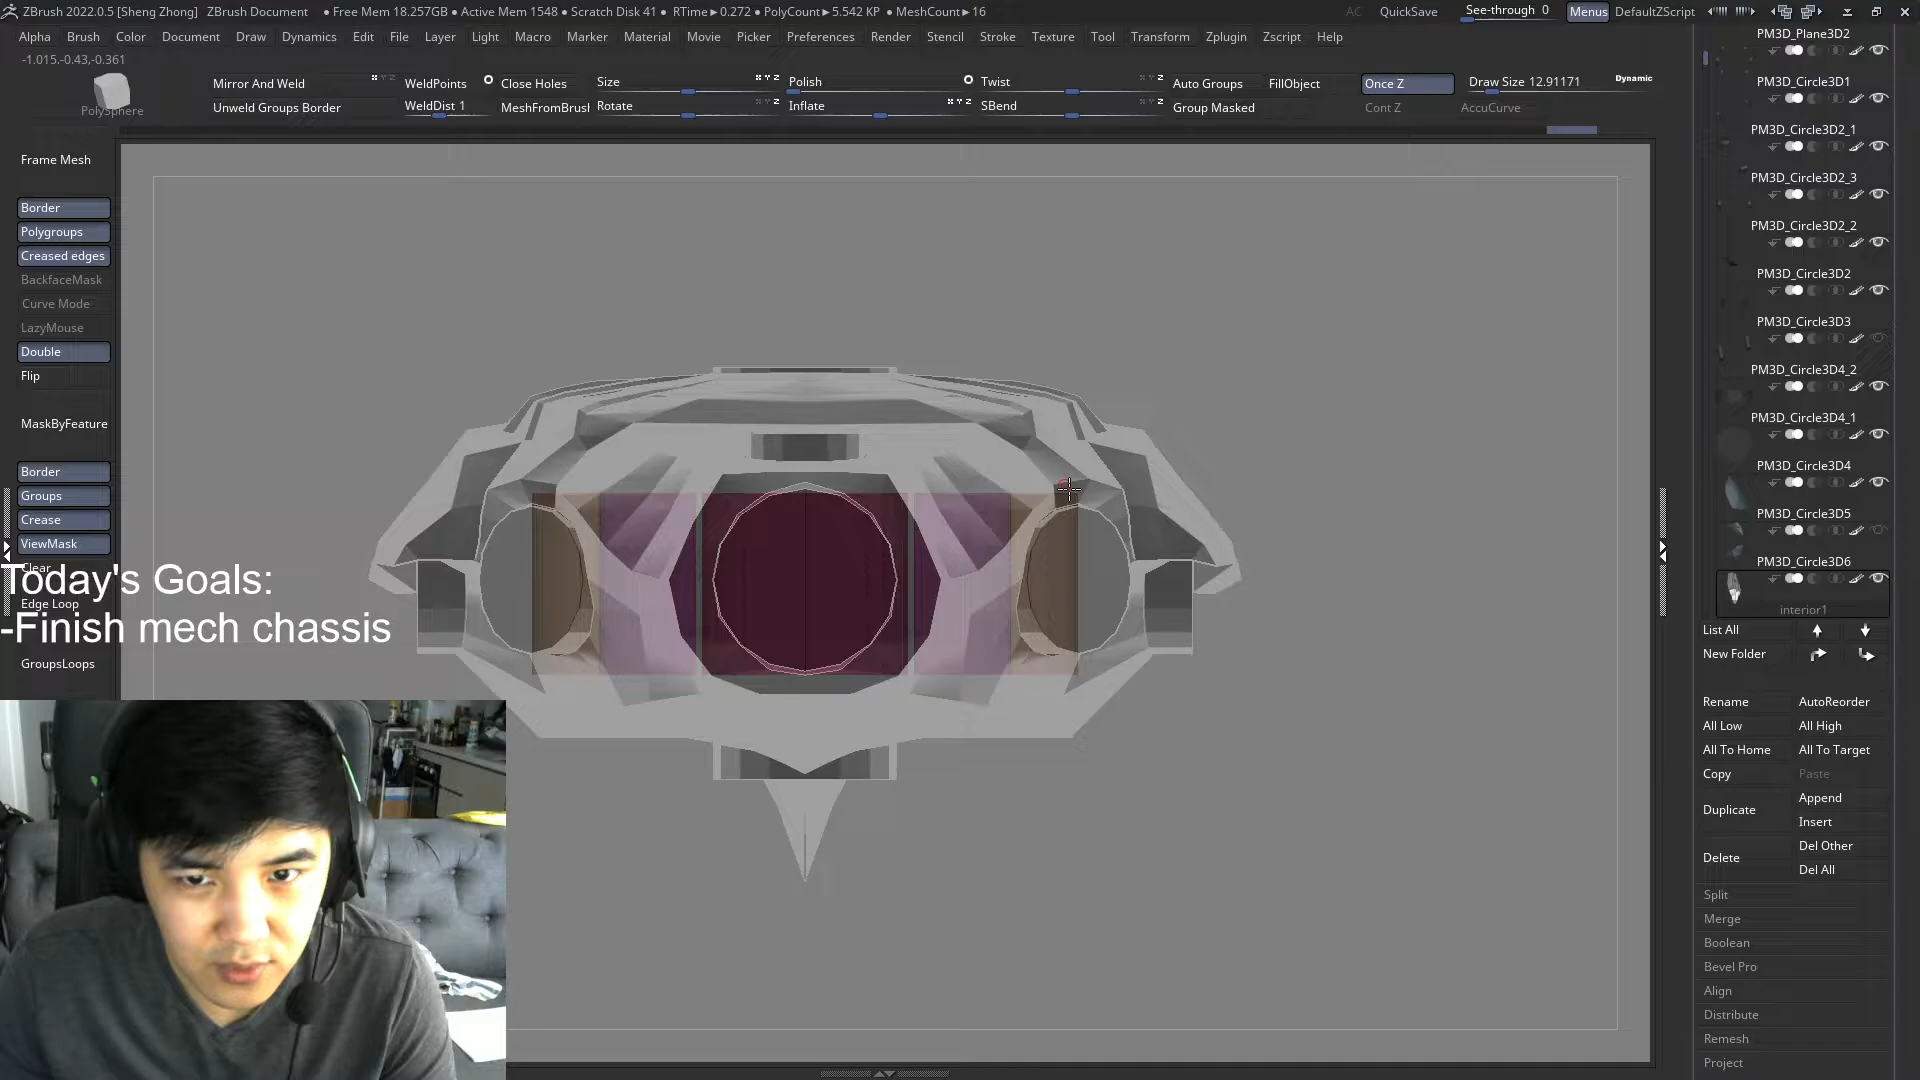 ZBrush 2022.0.5 [Sheng Zhong] ZBrush Document ● Free Mem 18.257GB ● Active Mem 1548 ● Scratch Disk 41 ● RTime►0.272 ● PolyCount►5.542 KP ● MeshCount►16 AC QuickSave See-through 0 Menus DefaultZScript
Alpha Brush Color Document Draw Dynamics Edit File Layer Light Macro Marker Material Movie Picker Preferences Render Stencil Stroke Texture Tool Transform Zplugin Zscript Help
-1.015,-0.43,-0.361
Mirror And Weld WeldPoints Close Holes Size Polish Twist Auto Groups FillObject Once Z Draw Size 12.91171 Dynamic
PolySphere Unweld Groups Border WeldDist 1 MeshFromBrush Rotate Inflate SBend Group Masked Cont Z AccuCurve
Frame Mesh
Border
Polygroups
Creased edges
BackfaceMask
Curve Mode
LazyMouse
Double
Flip
MaskByFeature
Border
Groups
Crease
ViewMask
Clear
Today's Goals:
Edge Loop
-Finish mech chassis
GroupsLoops
PM3D_Plane3D2
PM3D_Circle3D1
PM3D_Circle3D2_1
PM3D_Circle3D2_3
PM3D_Circle3D2_2
PM3D_Circle3D2
PM3D_Circle3D3
PM3D_Circle3D4_2
PM3D_Circle3D4_1
PM3D_Circle3D4
PM3D_Circle3D5
PM3D_Circle3D6
interior1
List All
New Folder
Rename AutoReorder
All Low All High
All To Home All To Target
Copy Paste
Duplicate Append
Insert
Delete Del Other
Del All
Split
Merge
Boolean
Bevel Pro
Align
Distribute
Remesh
Project